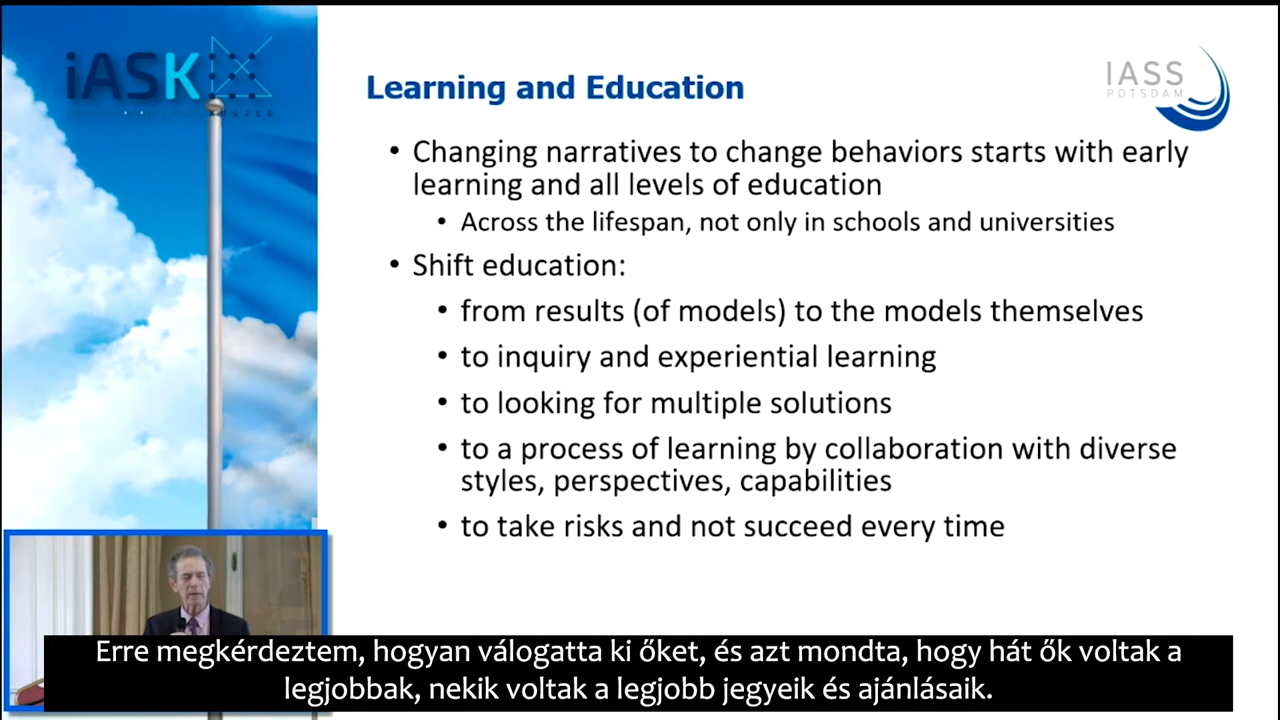 iASK
KŐSZEG
IASS
POTSDAM
Learning and Education
• Changing narratives to change behaviors starts with early
learning and all levels of education
• Across the lifespan, not only in schools and universities
• Shift education:
• from results (of models) to the models themselves
• to inquiry and experiential learning
• to looking for multiple solutions
• to a process of learning by collaboration with diverse
styles, perspectives, capabilities
• to take risks and not succeed every time
Erre megkérdeztem, hogyan válogatta ki őket, és azt mondta, hogy hát ők voltak a
legjobbak, nekik voltak a legjobb jegyeik és ajánlásaik.